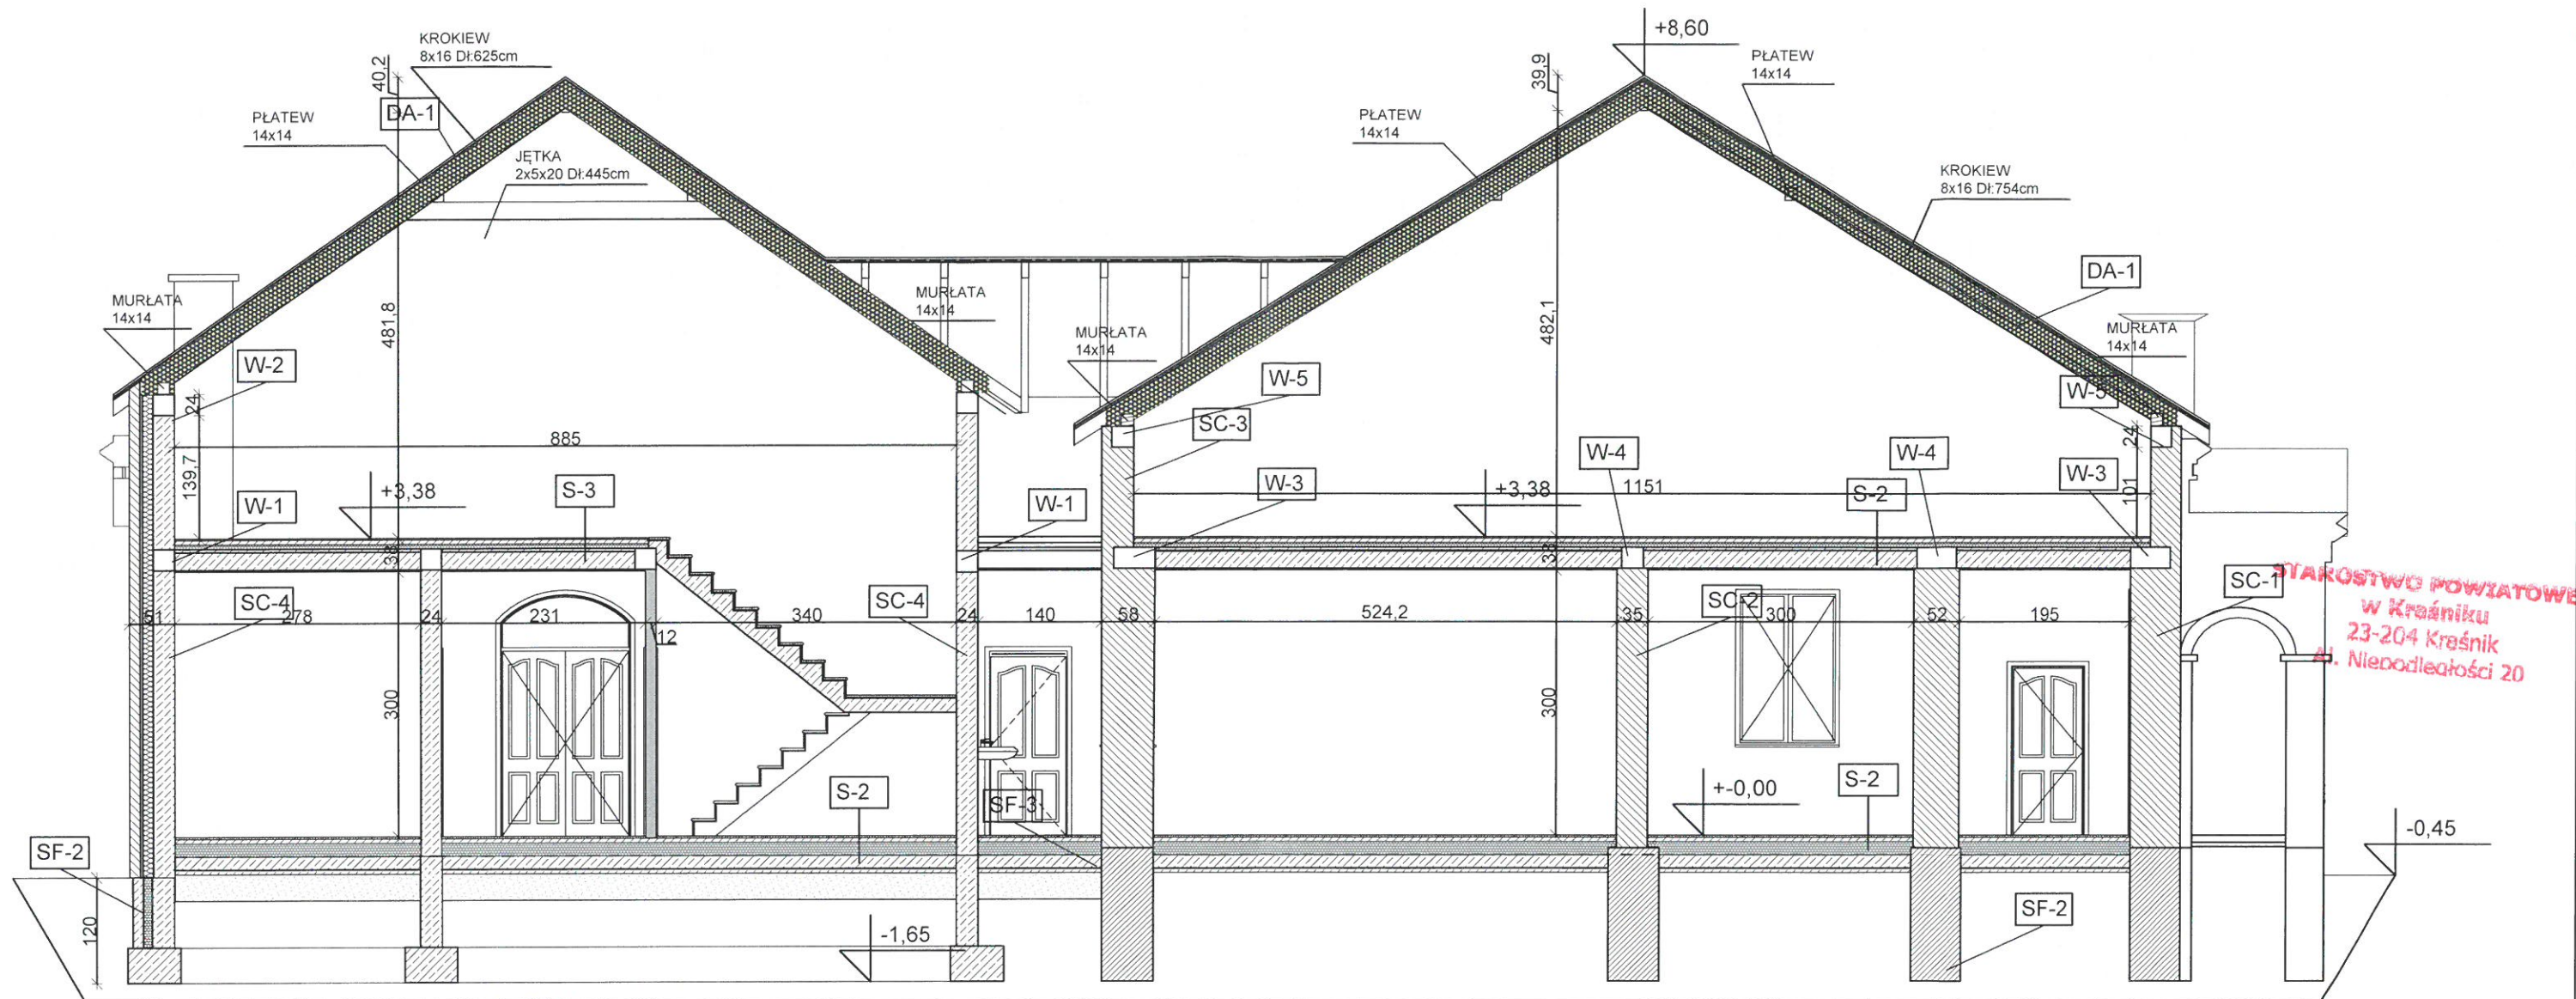 +8,60
KROKIEW
8x16 Dł:625cm
40,2
39,9
PŁATEW
14x14
DA-1
PŁATEW
14x14
PŁATEW
14x14
JĘTKA
2x5x20 Dł:445cm
KROKIEW
8x16 Dł:754cm
DA-1
MURŁATA
14x14
MURŁATA
14x14
481,8
482,1
MURŁATA
14x14
MURŁATA
14x14
W-2
W-5
W-5
24
SC-3
24
885
W-4
W-4
139,7
+3,38
S-3
W-1
W-1
W-3
+3,38
1151
S-2
W-3
101
38
38
SC-4
SC-4
SC-2
SC-1
STAROSTWO POWIATOWE
w Kraśniku
23-204 Kraśnik
Al. Niepodległości 20
51
278
24
231
12
340
24
140
58
524,2
35
300
52
195
300
300
S-2
SF-3
+-0,00
S-2
-0,45
SF-2
SF-2
120
-1,65